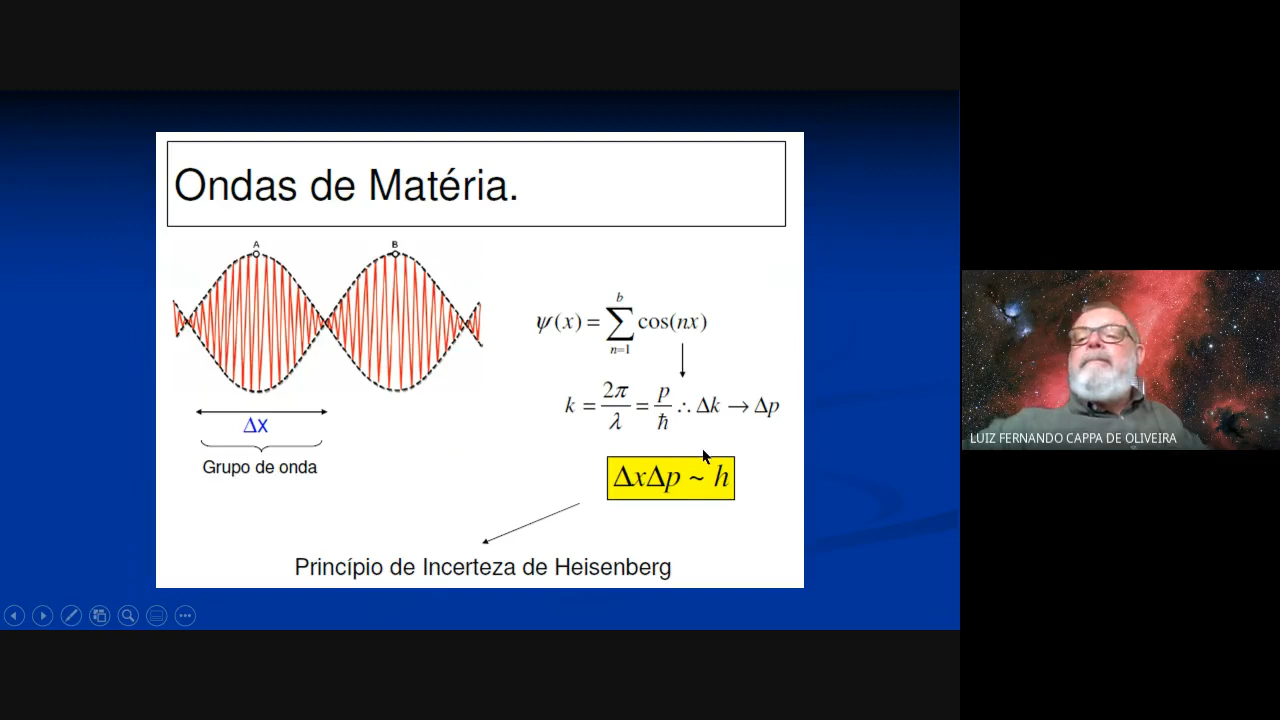 Ondas de Matéria.
A B
ψ(x) = ∑ₙ₌₁ᵇ cos(nx)
k = 2π/λ = p/ħ ∴ Δk → Δp
Δx
Grupo de onda
ΔxΔp ~ h
Princípio de Incerteza de Heisenberg
LUIZ FERNANDO CAPPA DE OLIVEIRA